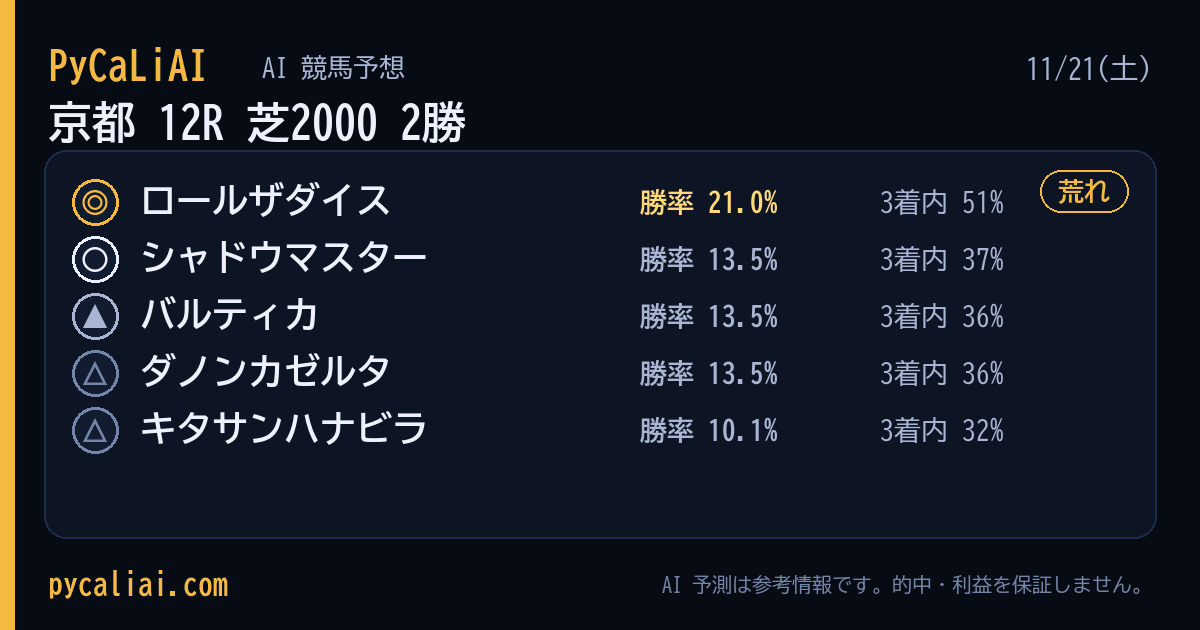 PyCaLiAI AI 競馬予想 11/21(土)
京都 12R 芝2000 2勝
◎ ロールザダイス 勝率 21.0% 3着内 51% 荒れ
○ シャドウマスター 勝率 13.5% 3着内 37%
▲ バルティカ 勝率 13.5% 3着内 36%
△ ダノンカゼルタ 勝率 13.5% 3着内 36%
△ キタサンハナビラ 勝率 10.1% 3着内 32%
pycaliai.com AI 予測は参考情報です。的中・利益を保証しません。